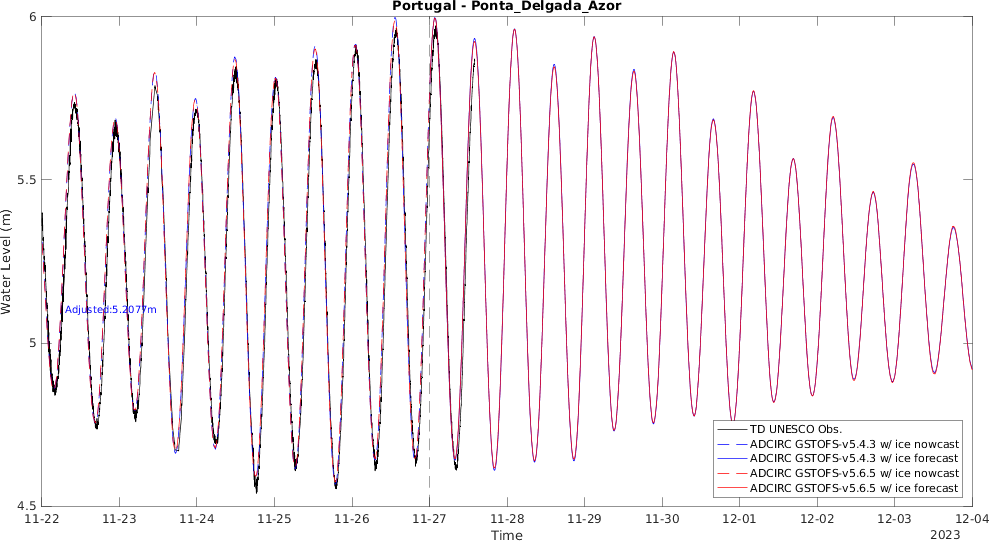 Portugal - Ponta_Delgada_Azor
6
5.5
5
4.5
Water Level (m)
Adjusted:5.2077m
TD UNESCO Obs.
ADCIRC GSTOFS-v5.4.3 w/ ice nowcast
ADCIRC GSTOFS-v5.4.3 w/ ice forecast
ADCIRC GSTOFS-v5.6.5 w/ ice nowcast
ADCIRC GSTOFS-v5.6.5 w/ ice forecast
11-22 11-23 11-24 11-25 11-26 11-27 11-28 11-29 11-30 12-01 12-02 12-03 12-04
Time
2023